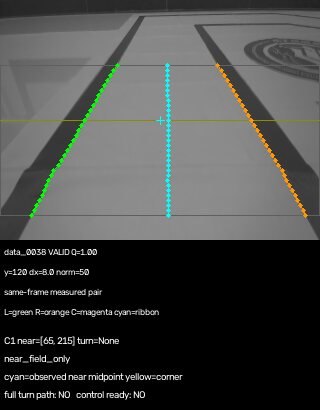 data_0038 VALID Q=1.00
y=120 dx=8.0 norm=50
same-frame measured pair
L=green R=orange C=magenta cyan=ribbon
C1 near=[65, 215] turn=None
near_field_only
cyan=observed near midpoint yellow=corner
full turn path: NO control ready: NO